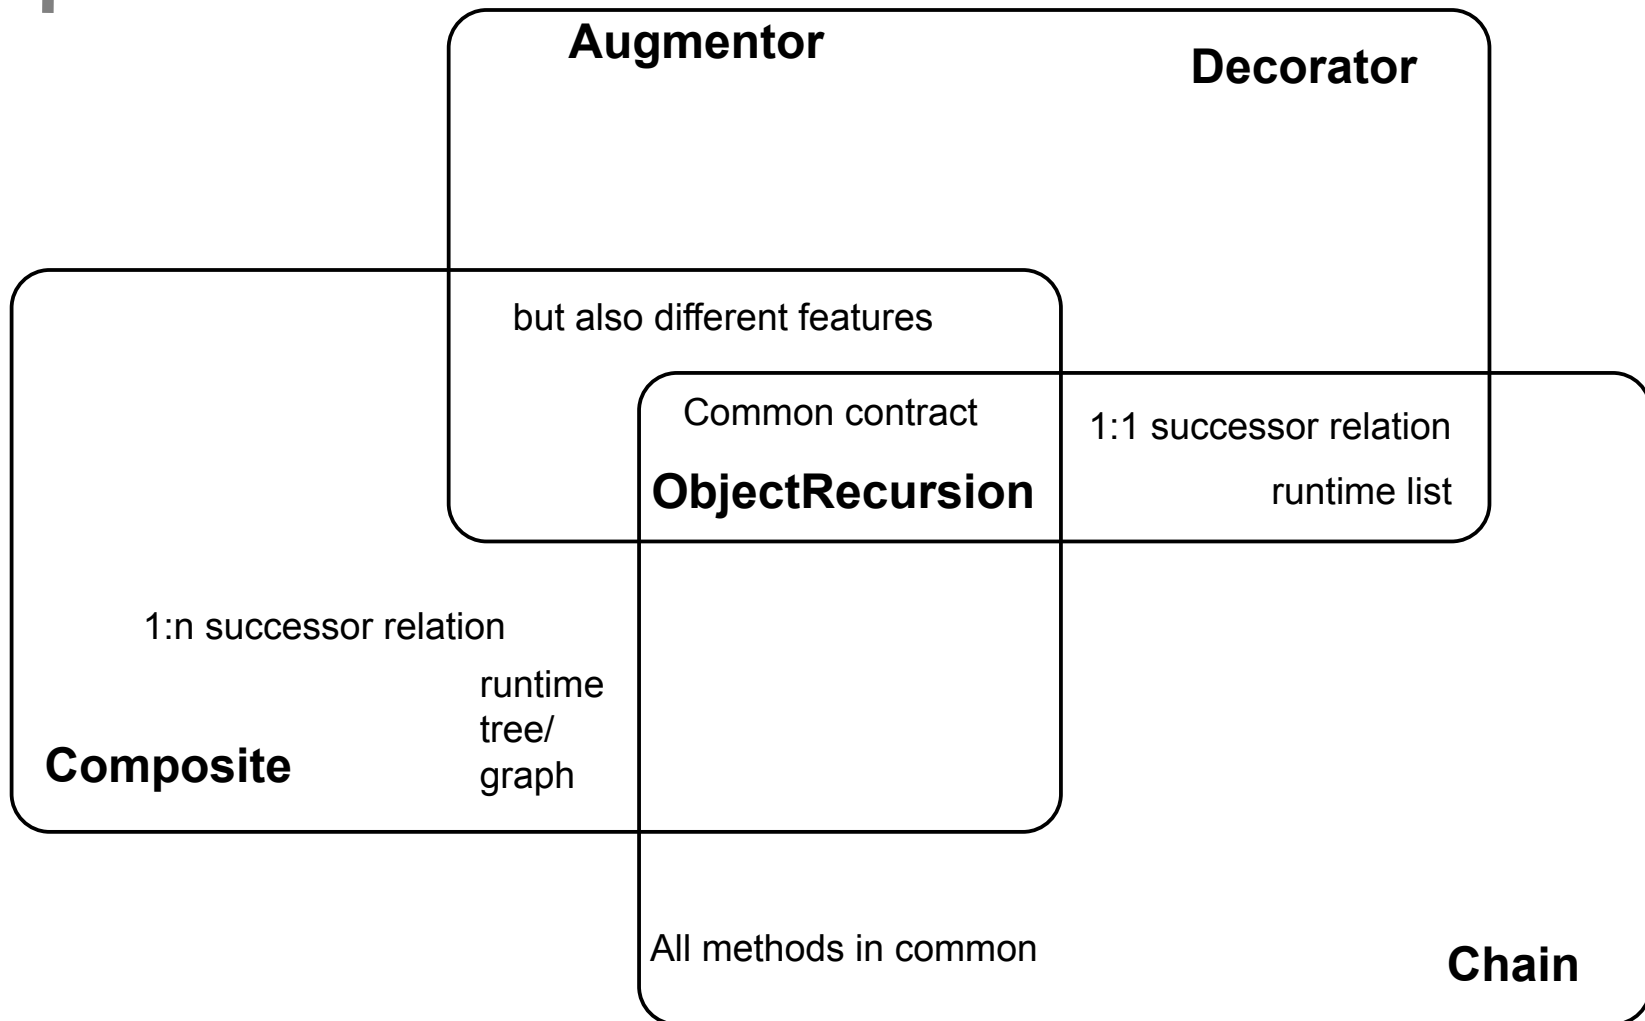 Augmentor
Decorator
but also different features
Common contract
1:1 successor relation
ObjectRecursion
runtime list
1:n successor relation
runtime
tree/
graph
Composite
All methods in common
Chain